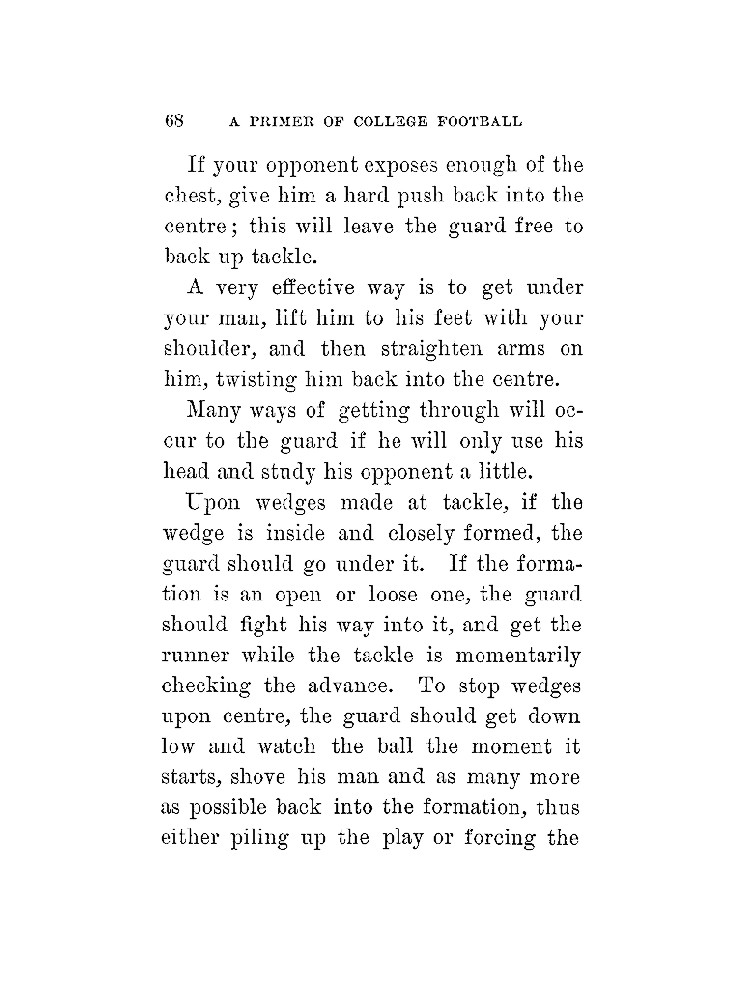 68 A PRIMER OF COLLEGE FOOTBALL
If your opponent exposes enough of the
chest, give him a hard push back into the
centre; this will leave the guard free to
back up tackle.
A very effective way is to get under
your man, lift him to his feet with your
shoulder, and then straighten arms on
him, twisting him back into the centre.
Many ways of getting through will oc-
cur to the guard if he will only use his
head and study his opponent a little.
Upon wedges made at tackle, if the
wedge is inside and closely formed, the
guard should go under it. If the forma-
tion is an open or loose one, the guard
should fight his way into it, and get the
runner while the tackle is momentarily
checking the advance. To stop wedges
upon centre, the guard should get down
low and watch the ball the moment it
starts, shove his man and as many more
as possible back into the formation, thus
either piling up the play or forcing the